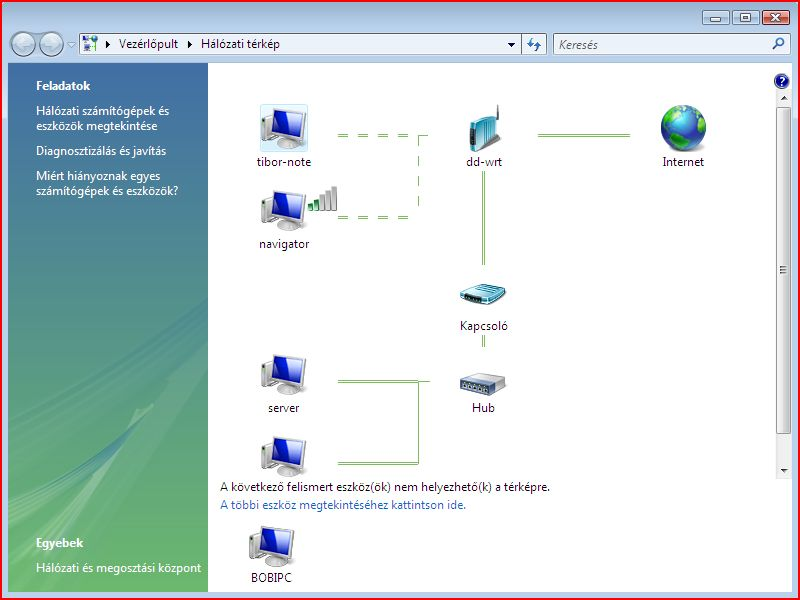 Vezérlőpult
Hálózati térkép
Keresés
Feladatok
Hálózati számítógépek és
eszközök megtekintése
Diagnosztizálás és javítás
Miért hiányoznak egyes
számítógépek és eszközök?
Egyebek
Hálózati és megosztási központ
tibor-note
dd-wrt
Internet
navigator
Kapcsoló
server
Hub
A következő felismert eszköz(ök) nem helyezhető(k) a térképre.
A többi eszköz megtekintéséhez kattintson ide.
BOBIPC